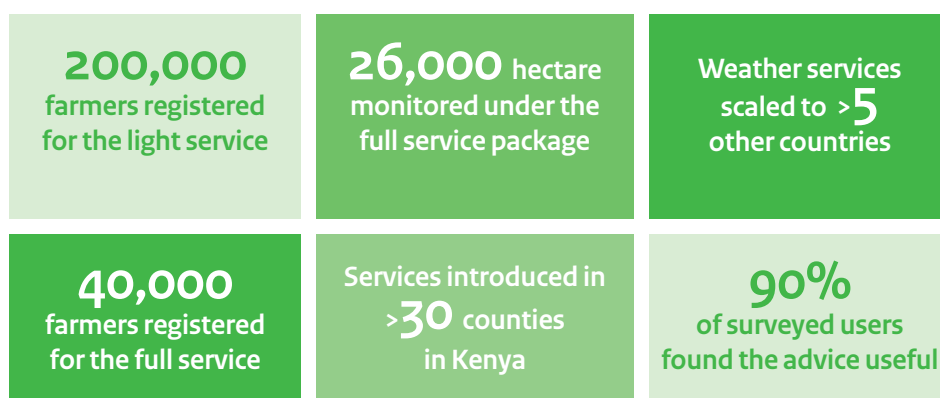 200,000
farmers registered
for the light service
26,000 hectare
monitored under the
full service package
Weather services
scaled to >5
other countries
40,000
farmers registered
for the full service
Services introduced in
>30 counties
in Kenya
90%
of surveyed users
found the advice useful